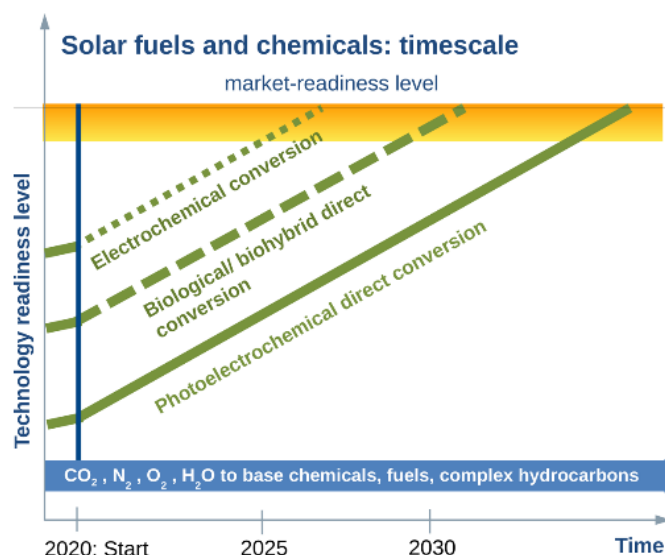 Solar fuels and chemicals: timescale
market-readiness level
Technology readiness level
Electrochemical conversion
Biological/ biohybrid direct
conversion
Photoelectrochemical direct conversion
CO₂ , N₂ , O₂ , H₂O to base chemicals, fuels, complex hydrocarbons
2020: Start
2025
2030
Time